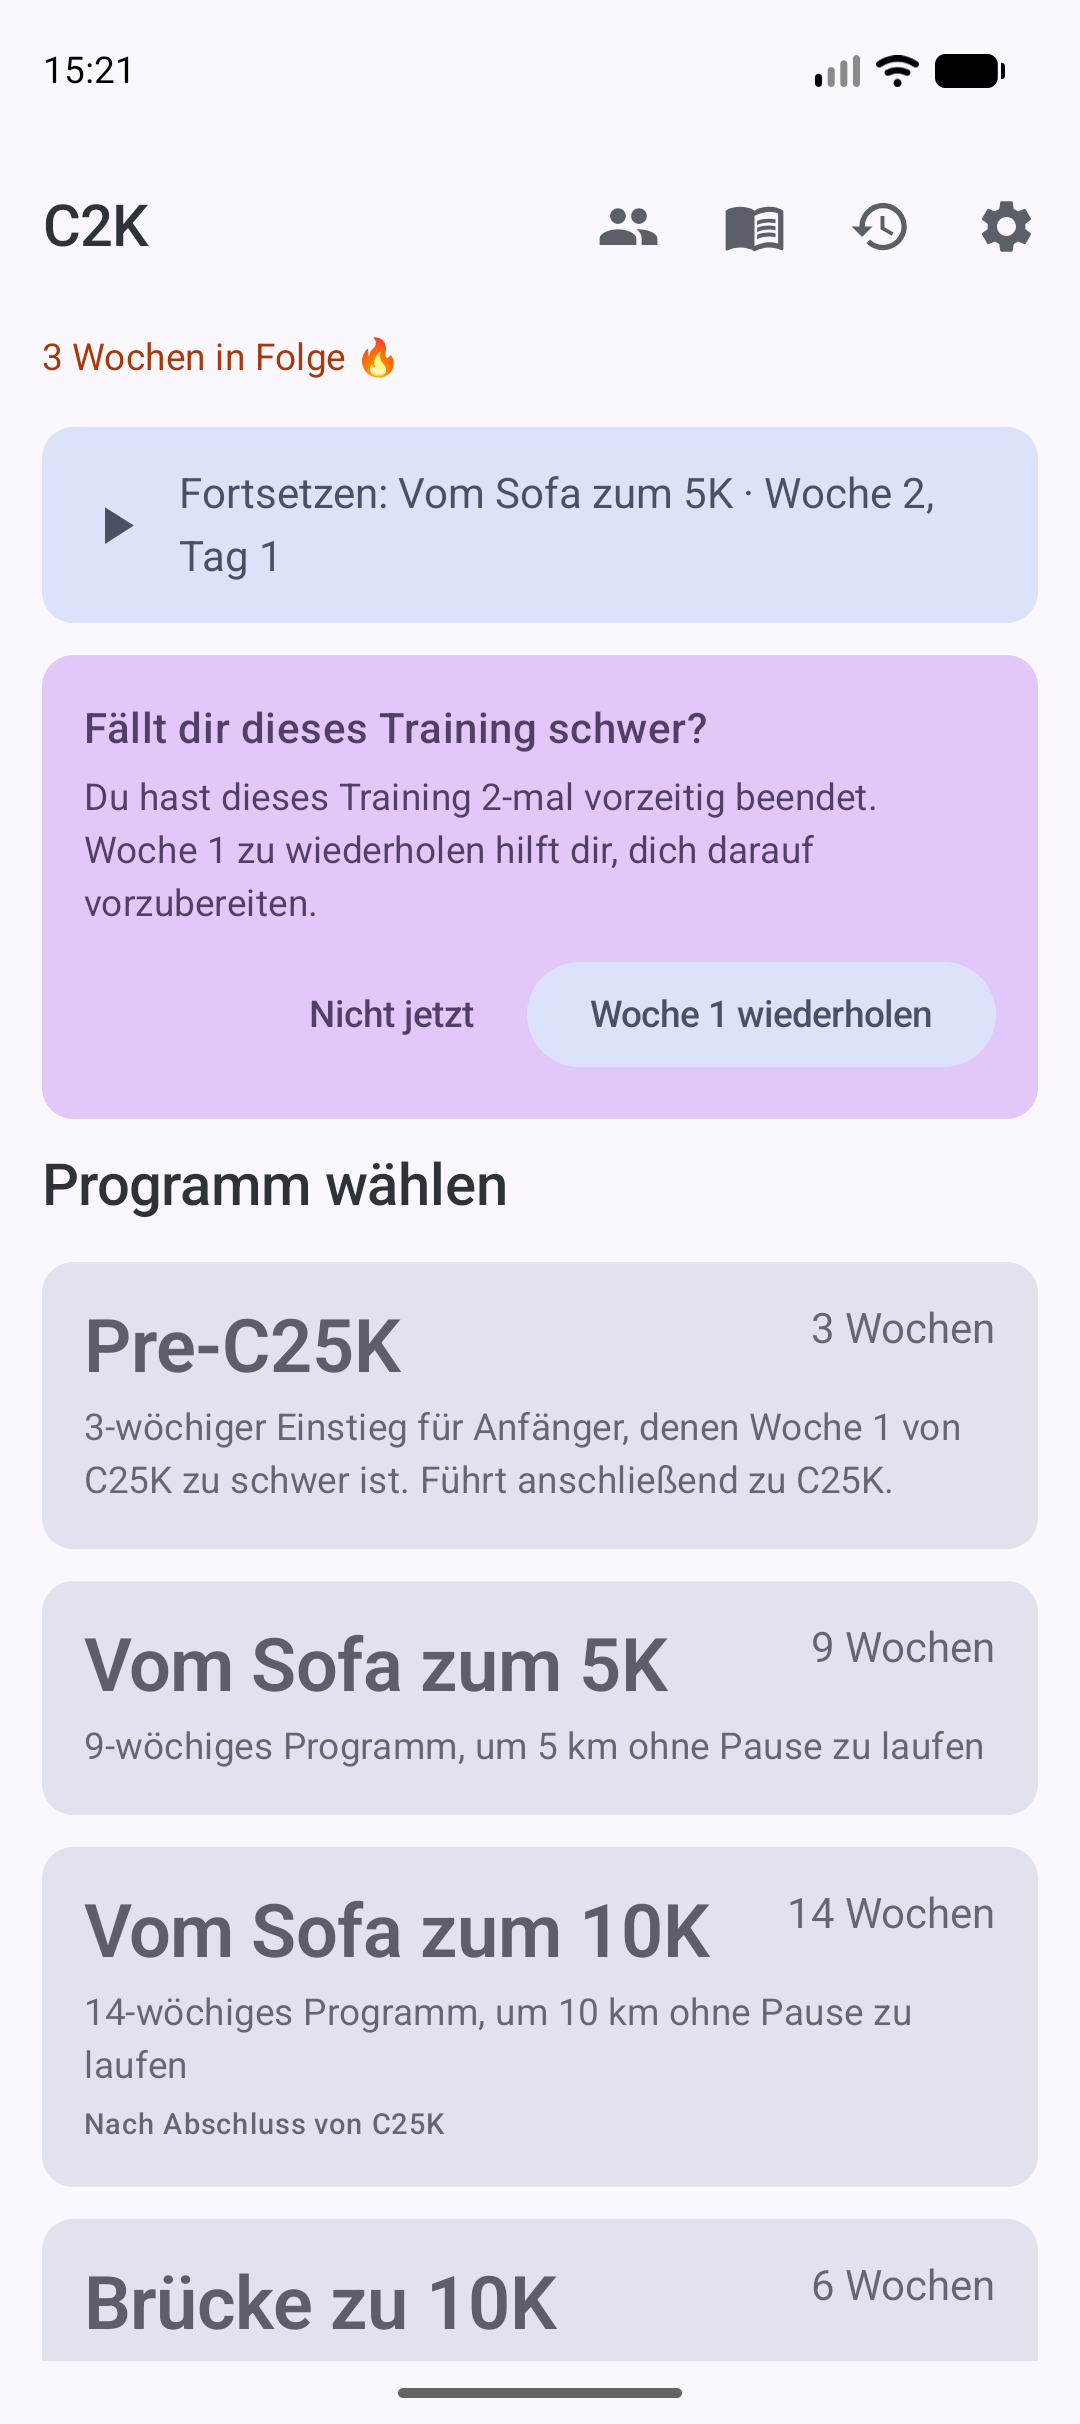 15:21
C2K
3 Wochen in Folge 🔥
Fortsetzen: Vom Sofa zum 5K · Woche 2,
Tag 1
Fällt dir dieses Training schwer?
Du hast dieses Training 2-mal vorzeitig beendet.
Woche 1 zu wiederholen hilft dir, dich darauf
vorzubereiten.
Nicht jetzt
Woche 1 wiederholen
Programm wählen
Pre-C25K
3 Wochen
3-wöchiger Einstieg für Anfänger, denen Woche 1 von
C25K zu schwer ist. Führt anschließend zu C25K.
Vom Sofa zum 5K
9 Wochen
9-wöchiges Programm, um 5 km ohne Pause zu laufen
Vom Sofa zum 10K
14 Wochen
14-wöchiges Programm, um 10 km ohne Pause zu
laufen
Nach Abschluss von C25K
Brücke zu 10K
6 Wochen